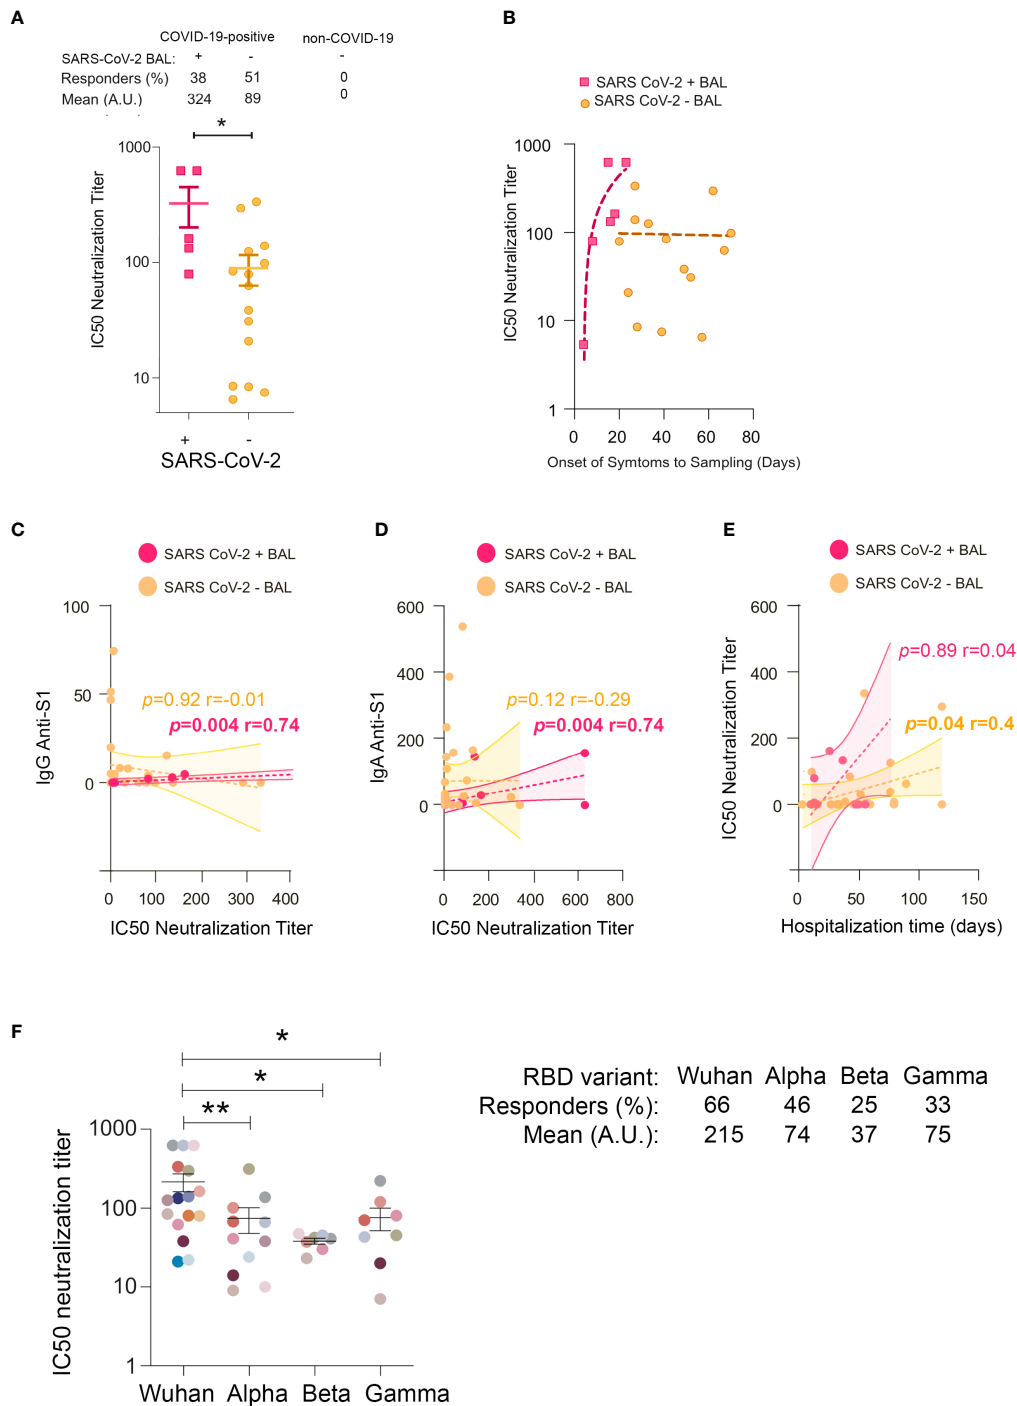 A
COVID-19-positive non-COVID-19
SARS-CoV-2 BAL: + - -
Responders (%) 38 51 0
Mean (A.U.) 324 89 0
*
IC50 Neutralization Titer
1000
100
10
+ -
SARS-CoV-2
B
SARS CoV-2 + BAL
SARS CoV-2 - BAL
IC50 Neutralization Titer
1000
100
10
1
0 20 40 60 80
Onset of Symtoms to Sampling (Days)
C
SARS CoV-2 + BAL
SARS CoV-2 - BAL
IgG Anti-S1
100
50
0
p=0.92 r=-0.01
p=0.004 r=0.74
0 100 200 300 400
IC50 Neutralization Titer
D
SARS CoV-2 + BAL
SARS CoV-2 - BAL
IgA Anti-S1
600
400
200
0
p=0.12 r=-0.29
p=0.004 r=0.74
0 200 400 600 800
IC50 Neutralization Titer
E
SARS CoV-2 + BAL
SARS CoV-2 - BAL
IC50 Neutralization Titer
600
400
200
0
p=0.89 r=0.04
p=0.04 r=0.4
0 50 100 150
Hospitalization time (days)
F
*
*
**
IC50 neutralization titer
1000
100
10
1
Wuhan Alpha Beta Gamma
RBD variant: Wuhan Alpha Beta Gamma
Responders (%): 66 46 25 33
Mean (A.U.): 215 74 37 75